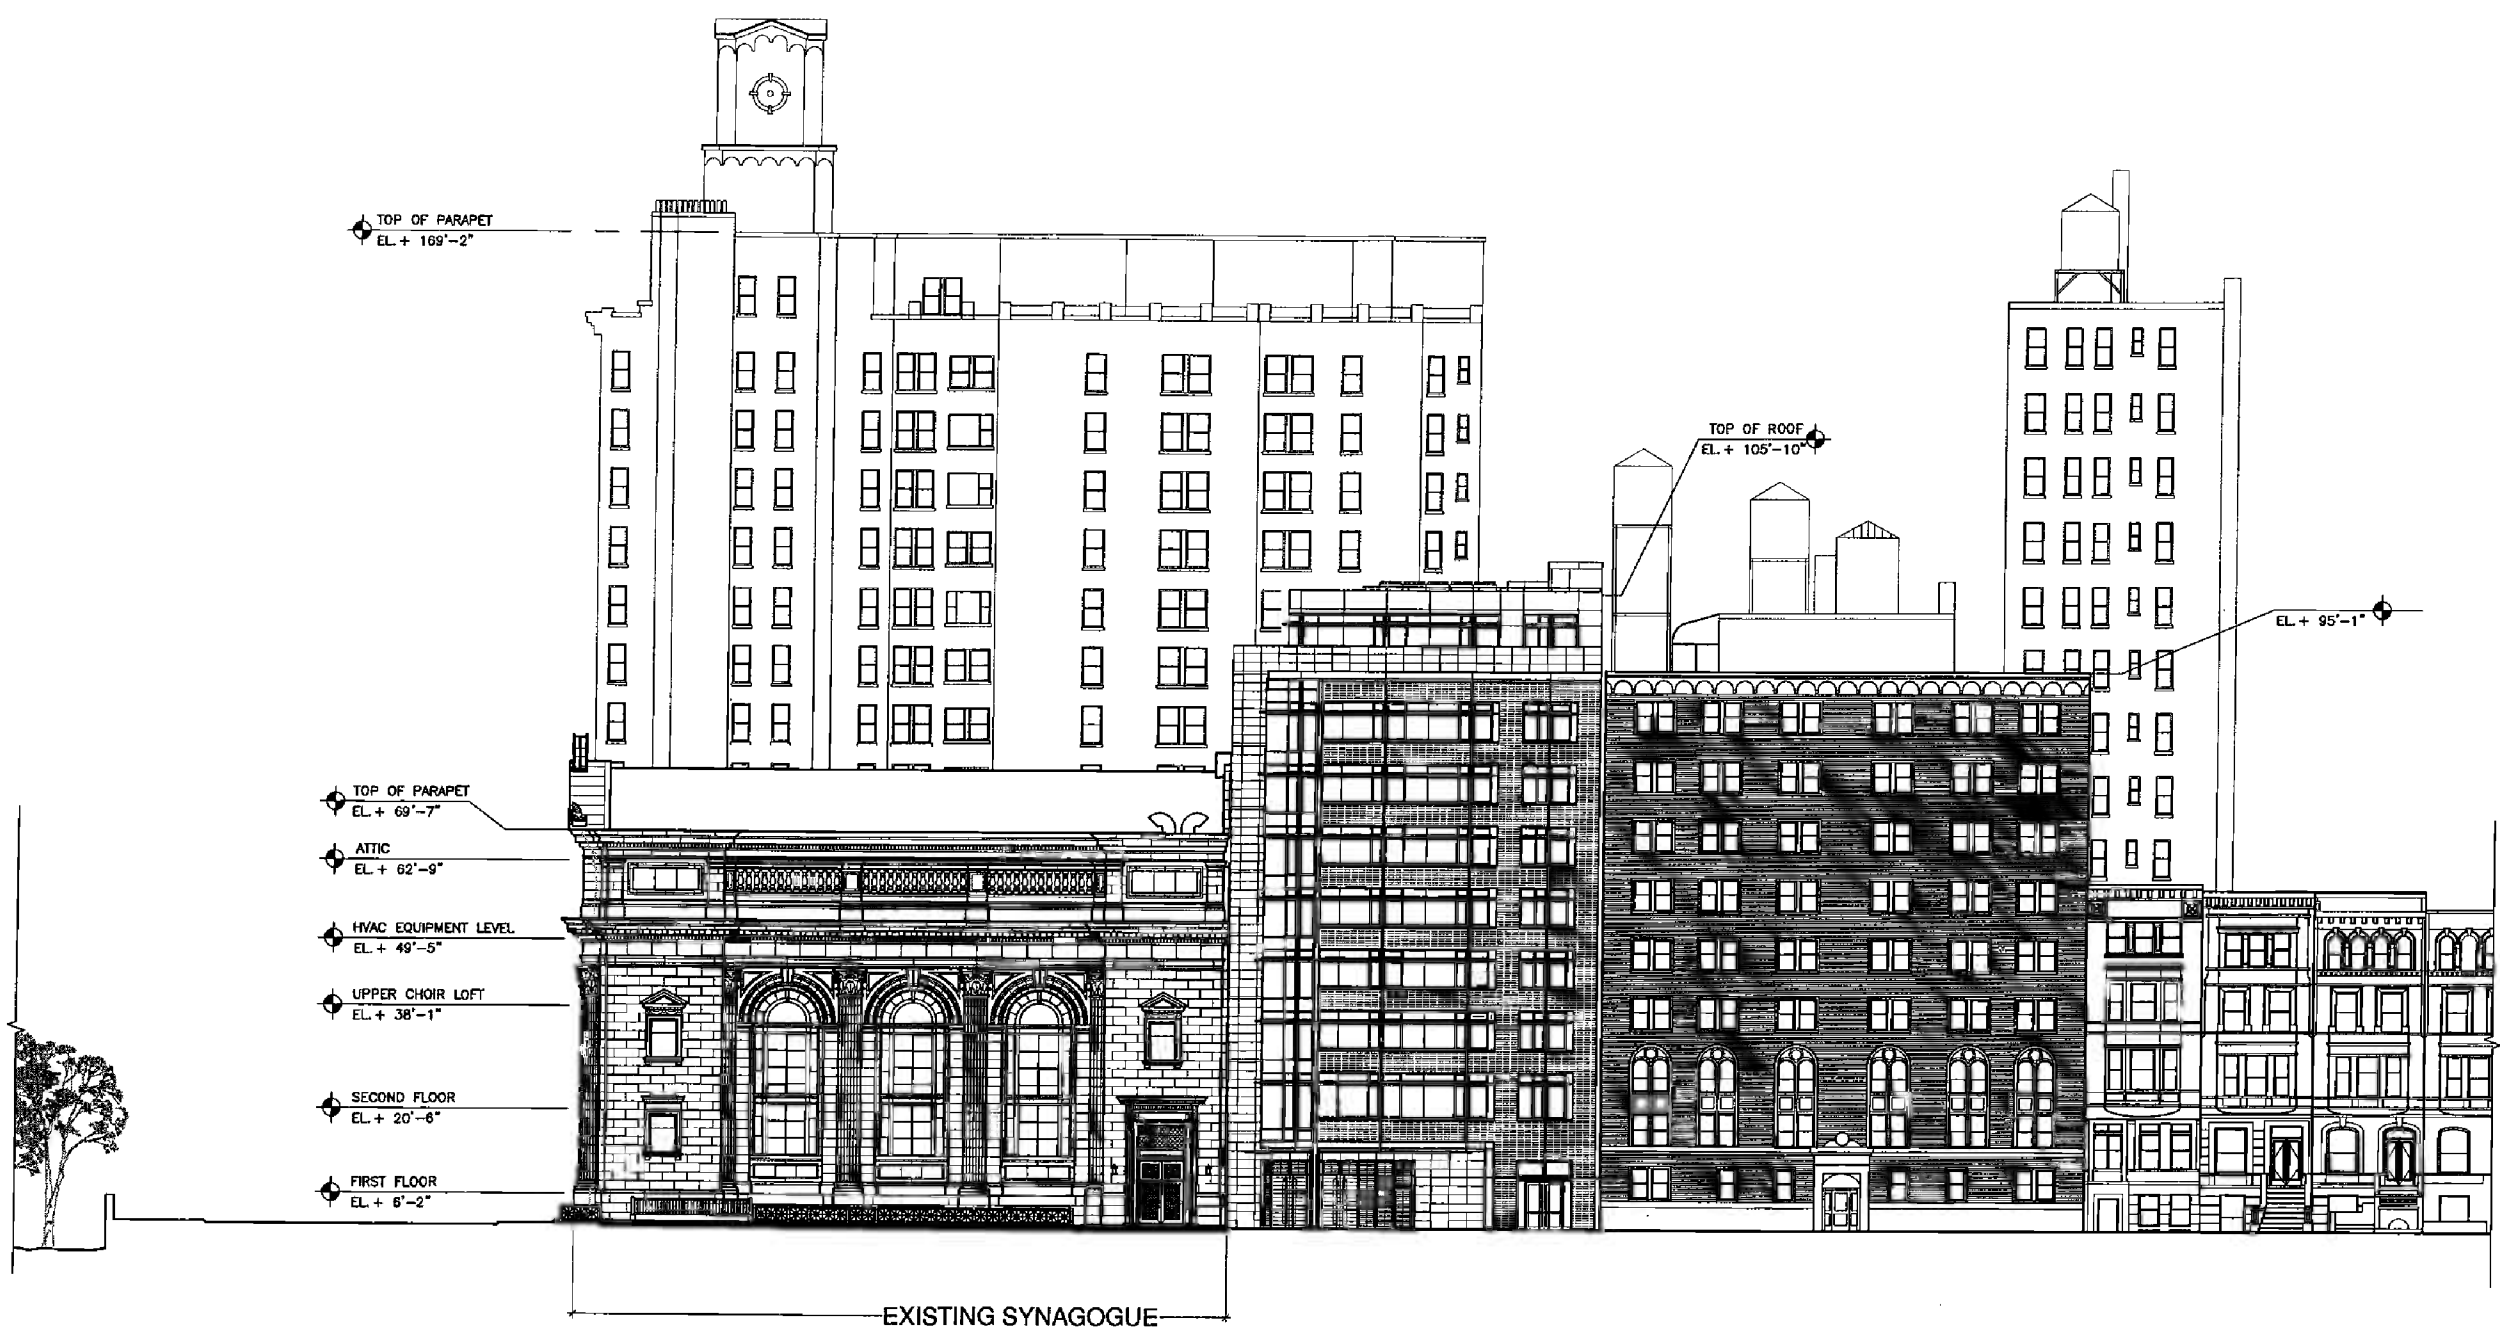 TOP OF PARAPET
EL. + 169'-2"
TOP OF ROOF
EL. + 105'-10"
EL. + 95'-1"
TOP OF PARAPET
EL. + 69'-7"
ATTIC
EL. + 62'-9"
HVAC EQUIPMENT LEVEL
EL. + 49'-5"
UPPER CHOIR LOFT
EL. + 38'-1"
SECOND FLOOR
EL. + 20'-6"
FIRST FLOOR
EL. + 6'-2"
EXISTING SYNAGOGUE